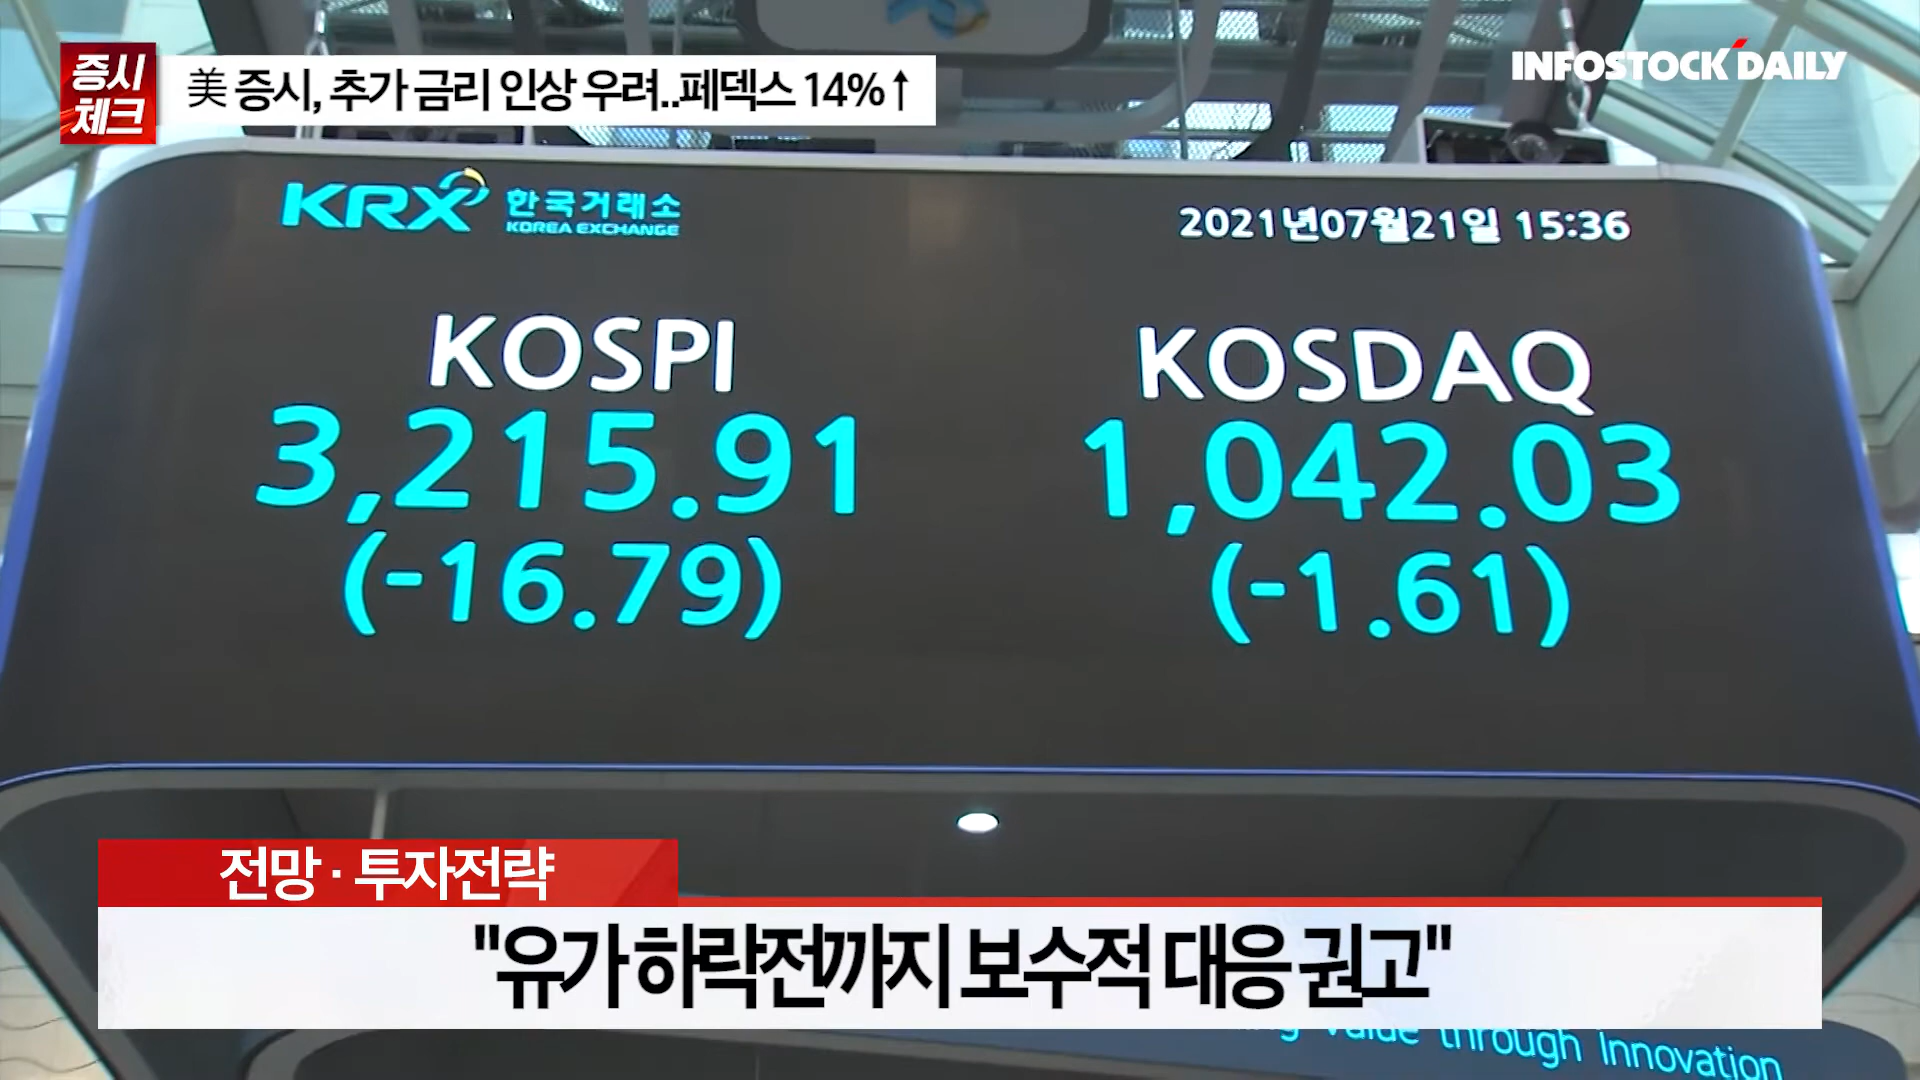 증시
체크
美 증시, 추가 금리 인상 우려..페덱스 14%↑
INFOSTOCK DAILY
KRX 한국거래소
KOREA EXCHANGE
2021년07월21일 15:36
KOSPI
3,215.91
(-16.79)
KOSDAQ
1,042.03
(-1.61)
전망·투자전략
"유가 하락전까지 보수적 대응 권고"
value through Innovation